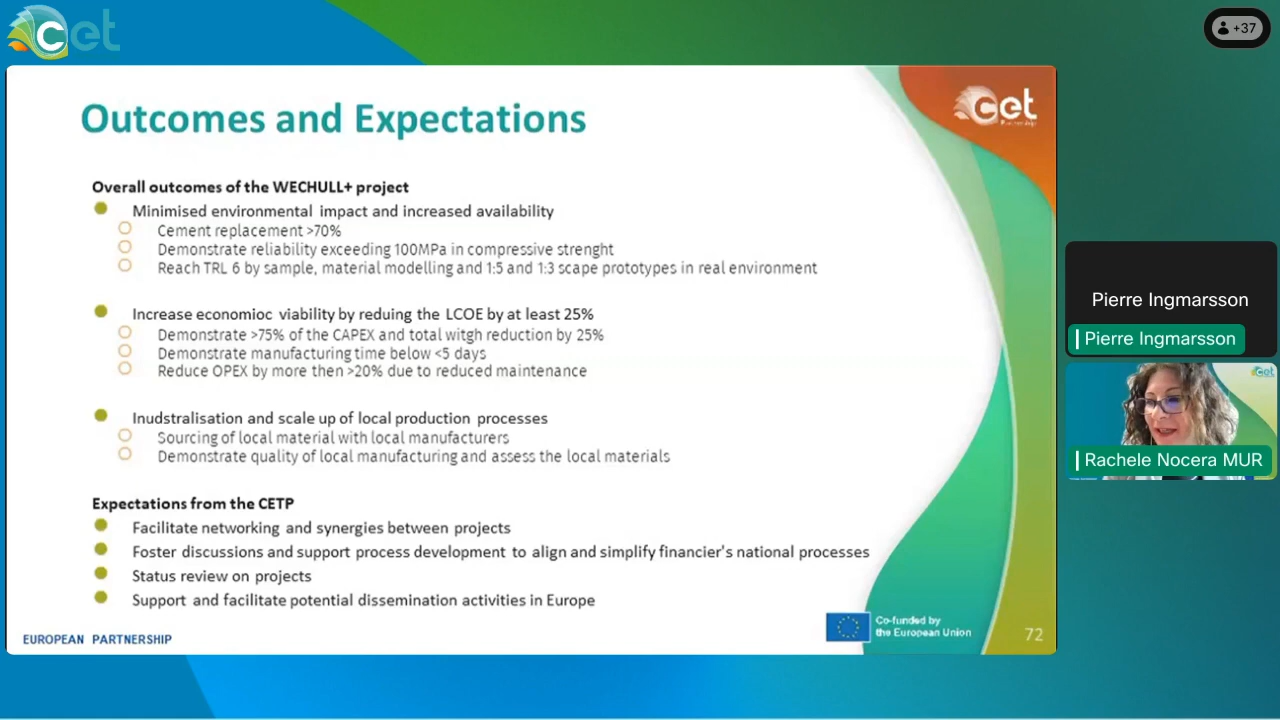 cet
+37
cet
Outcomes and Expectations
Overall outcomes of the WECHULL+ project
Minimised environmental impact and increased availability
Cement replacement >70%
Demonstrate reliability exceeding 100MPa in compressive strenght
Reach TRL 6 by sample, material modelling and 1:5 and 1:3 scape prototypes in real environment
Increase economioc viability by reduing the LCOE by at least 25%
Demonstrate >75% of the CAPEX and total witgh reduction by 25%
Demonstrate manufacturing time below <5 days
Reduce OPEX by more then >20% due to reduced maintenance
Inudstralisation and scale up of local production processes
Sourcing of local material with local manufacturers
Demonstrate quality of local manufacturing and assess the local materials
Expectations from the CETP
Facilitate networking and synergies between projects
Foster discussions and support process development to align and simplify financier's national processes
Status review on projects
Support and facilitate potential dissemination activities in Europe
EUROPEAN PARTNERSHIP
Co-funded by
the European Union
72
Pierre Ingmarsson
Pierre Ingmarsson
cet
Rachele Nocera MUR